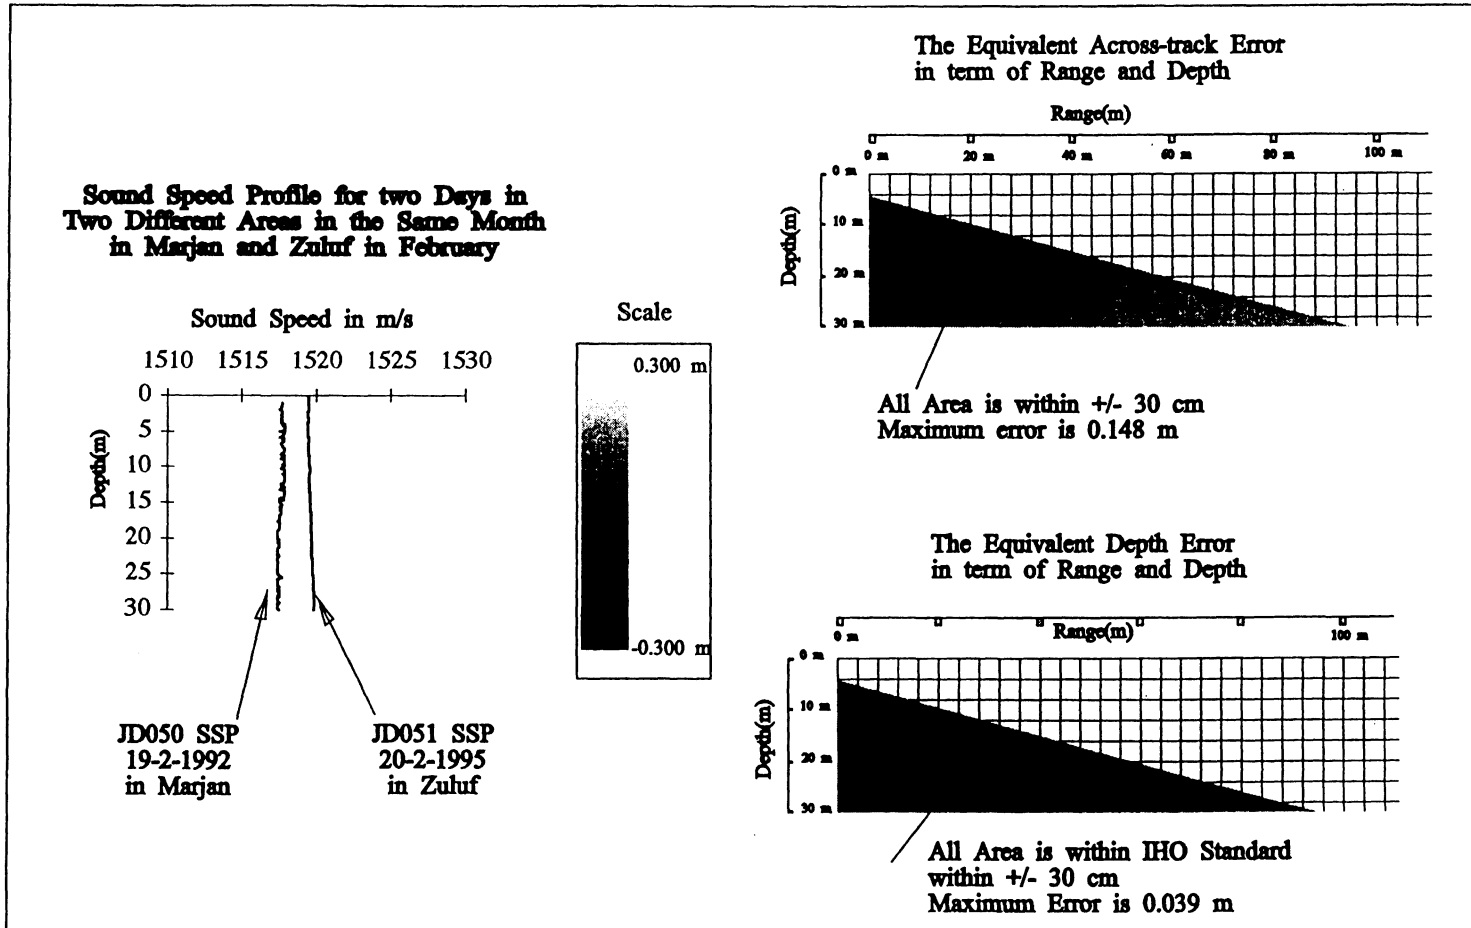 Sound Speed Profile for two Days in
Two Different Areas in the Same Month
in Marjan and Zuluf in February
Sound Speed in m/s
1510 1515 1520 1525 1530
Depth(m)
0
5
10
15
20
25
30
JD050 SSP
19-2-1992
in Marjan
JD051 SSP
20-2-1995
in Zuluf
Scale
0.300 m
-0.300 m
The Equivalent Across-track Error
in term of Range and Depth
Range(m)
0 m 20 m 40 m 60 m 80 m 100 m
Depth(m)
0 m
10 m
20 m
30 m
All Area is within +/- 30 cm
Maximum error is 0.148 m
The Equivalent Depth Error
in term of Range and Depth
Range(m)
0 m 100 m
Depth(m)
0 m
10 m
20 m
30 m
All Area is within IHO Standard
within +/- 30 cm
Maximum Error is 0.039 m